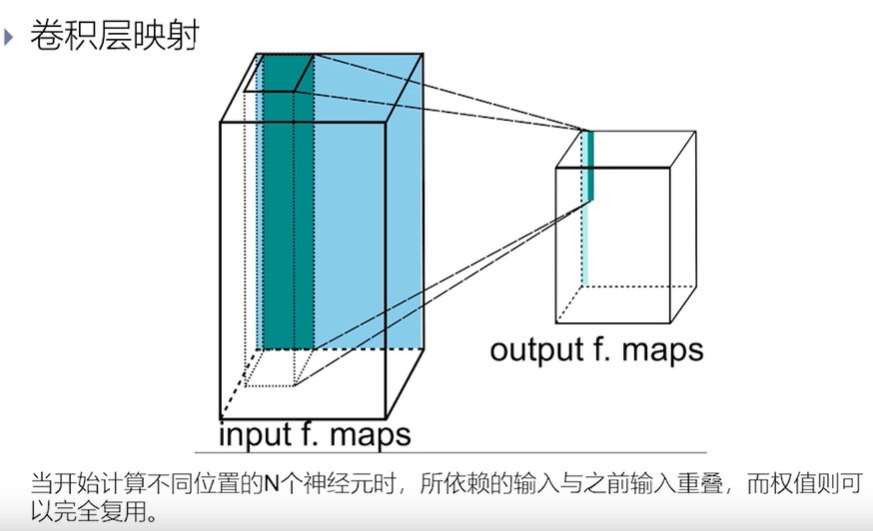 卷积层映射
output f. maps
input f. maps
当开始计算不同位置的N个神经元时，所依赖的输入与之前输入重叠，而权值则可
以完全复用。